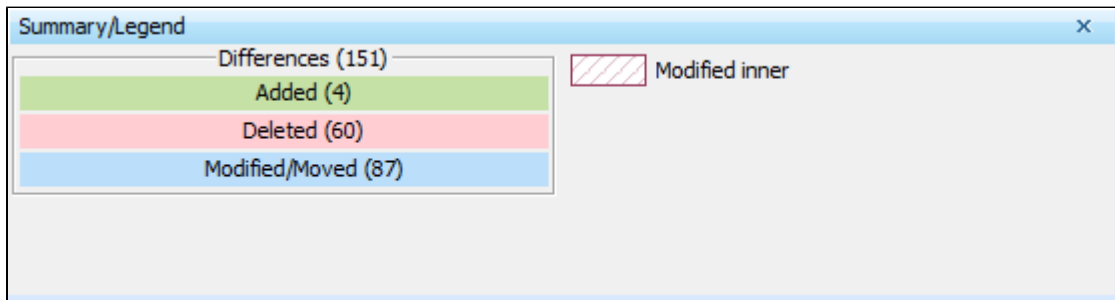 Summary/Legend
Differences (151)
Added (4)
Deleted (60)
Modified/Moved (87)
Modified inner